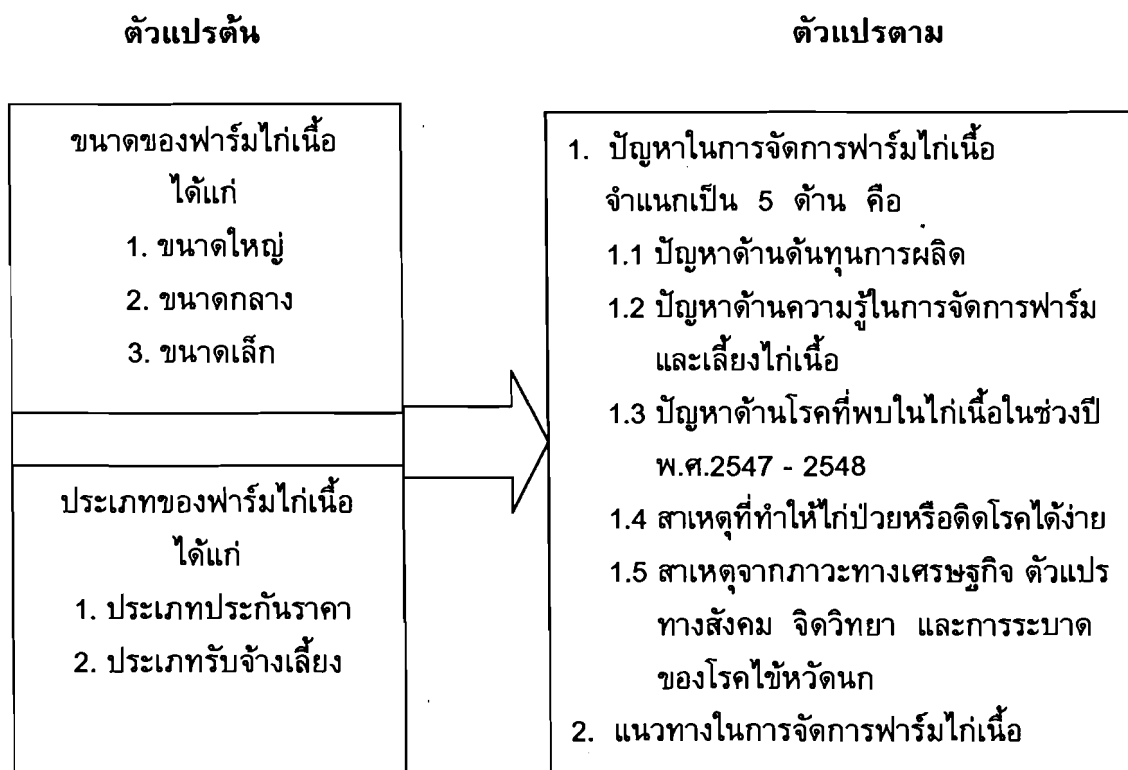 ตัวแปรต้น
ตัวแปรตาม
ขนาดของฟาร์มไก่เนื้อ
ได้แก่
1. ขนาดใหญ่
2. ขนาดกลาง
3. ขนาดเล็ก
ประเภทของฟาร์มไก่เนื้อ
ได้แก่
1. ประเภทประกันราคา
2. ประเภทรับจ้างเลี้ยง
1. ปัญหาในการจัดการฟาร์มไก่เนื้อ
จำแนกเป็น 5 ด้าน คือ
1.1 ปัญหาด้านต้นทุนการผลิต
1.2 ปัญหาด้านความรู้ในการจัดการฟาร์ม
และเลี้ยงไก่เนื้อ
1.3 ปัญหาด้านโรคที่พบในไก่เนื้อในช่วงปี
พ.ศ.2547 - 2548
1.4 สาเหตุที่ทำให้ไก่ป่วยหรือติดโรคได้ง่าย
1.5 สาเหตุจากภาวะทางเศรษฐกิจ ตัวแปร
ทางสังคม จิตวิทยา และการระบาด
ของโรคไข้หวัดนก
2. แนวทางในการจัดการฟาร์มไก่เนื้อ